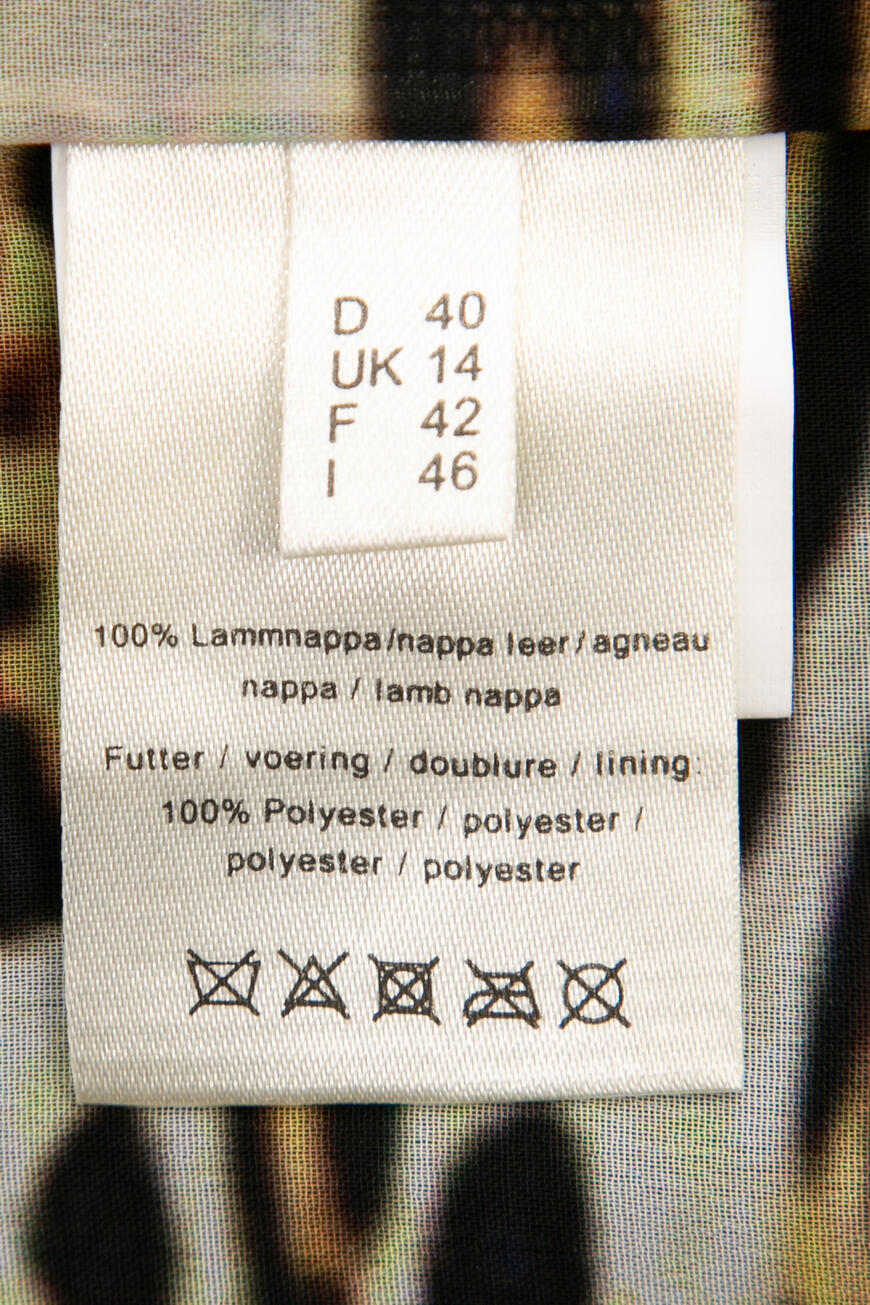 D 40
UK 14
F 42
I 46
100% Lammnappa/nappa leer/agneau
nappa / lamb nappa
Futter / voering / doublure / lining:
100% Polyester / polyester /
polyester / polyester